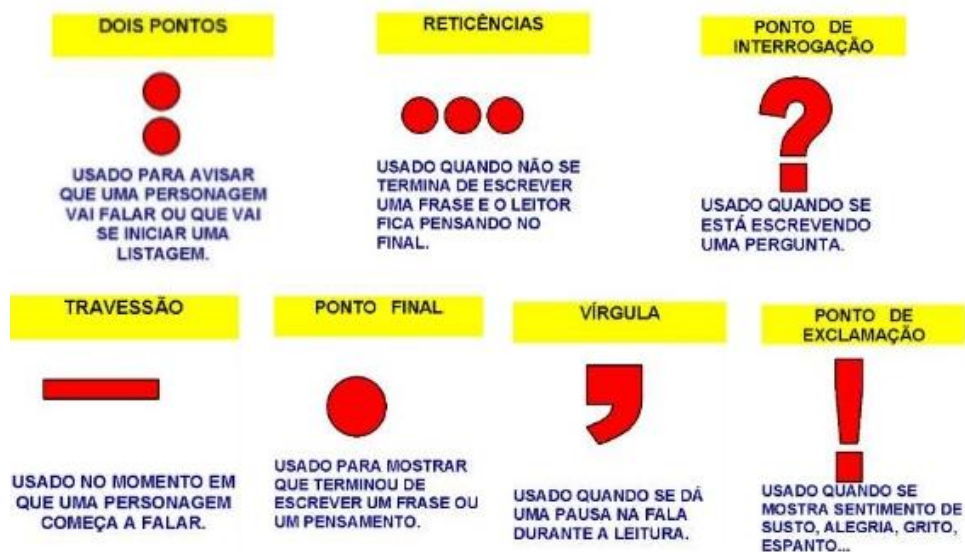 DOIS PONTOS
USADO PARA AVISAR
QUE UMA PERSONAGEM
VAI FALAR OU QUE VAI
SE INICIAR UMA
LISTAGEM.
RETICÊNCIAS
USADO QUANDO NÃO SE
TERMINA DE ESCREVER
UMA FRASE E O LEITOR
FICA PENSANDO NO
FINAL.
PONTO DE
INTERROGAÇÃO
?
USADO QUANDO SE
ESTÁ ESCREVENDO
UMA PERGUNTA.
TRAVESSÃO
USADO NO MOMENTO EM
QUE UMA PERSONAGEM
COMEÇA A FALAR.
PONTO FINAL
USADO PARA MOSTRAR
QUE TERMINOU DE
ESCREVER UM FRASE OU
UM PENSAMENTO.
VÍRGULA
,
USADO QUANDO SE DÁ
UMA PAUSA NA FALA
DURANTE A LEITURA.
PONTO DE
EXCLAMAÇÃO
!
USADO QUANDO SE
MOSTRA SENTIMENTO DE
SUSTO, ALEGRIA, GRITO,
ESPANTO...